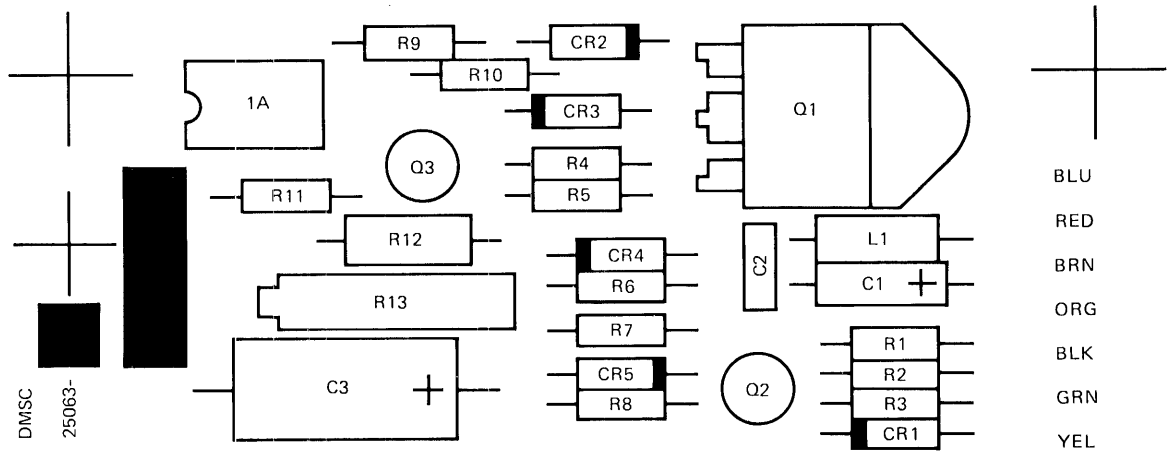 R9
CR2
R10
1A
CR3
Q1
Q3
R4
R5
R11
BLU
RED
BRN
ORG
BLK
GRN
YEL
R12
L1
C2
CR4
R6
C1
R13
R7
R1
R2
R3
CR1
CR5
R8
Q2
C3
DMSC
25063-